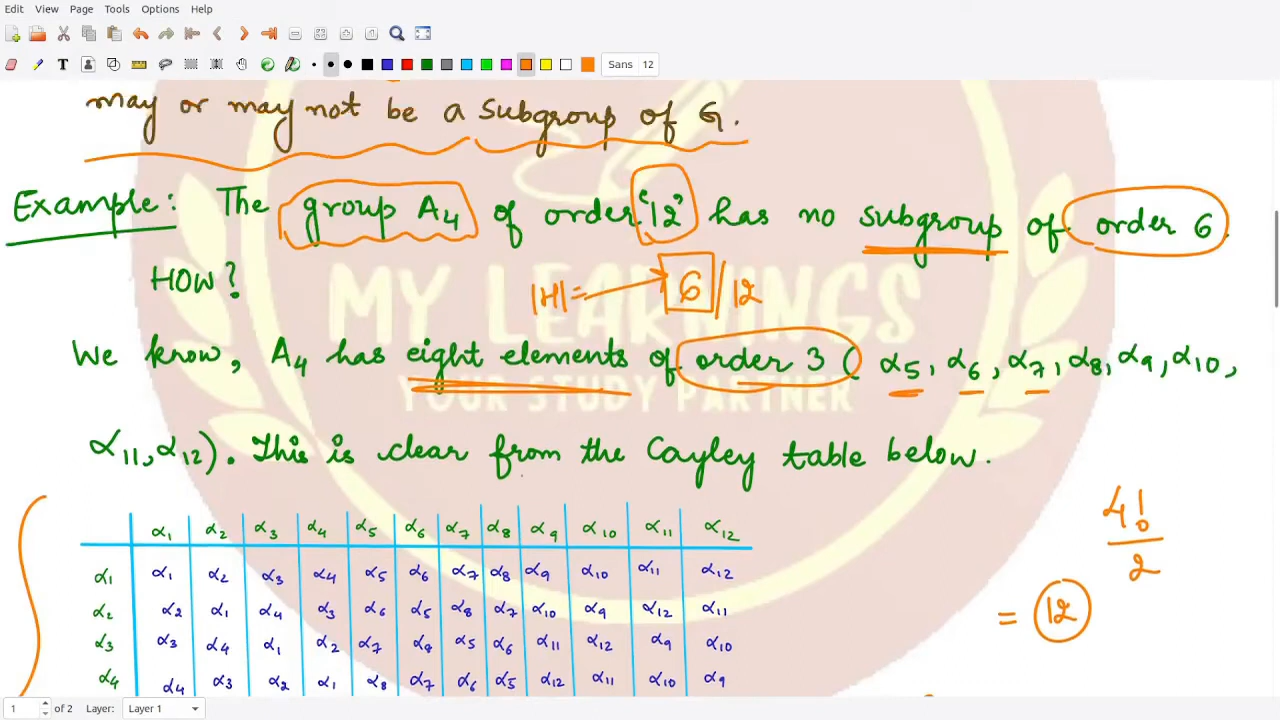 Edit View Page Tools Options Help
Sans 12
may or may not be a subgroup of G.
Example: The group A4 of order "12" has no subgroup of order 6.
HOW?
|H|= 6/12
We know, A4 has eight elements of order 3 ( α5, α6, α7, α8, α9, α10,
α11, α12). This is clear from the Cayley table below.
4!
2
= 12
α1 α2 α3 α4 α5 α6 α7 α8 α9 α10 α11 α12
α1 α1 α2 α3 α4 α5 α6 α7 α8 α9 α10 α11 α12
α2 α2 α1 α4 α3 α6 α5 α8 α7 α10 α9 α12 α11
α3 α3 α4 α1 α2 α7 α8 α5 α6 α11 α12 α9 α10
α4 α4 α3 α2 α1 α8 α7 α6 α5 α12 α11 α10 α9
MY LEARNINGS
YOUR STUDY PARTNER
1 of 2 Layer: Layer 1